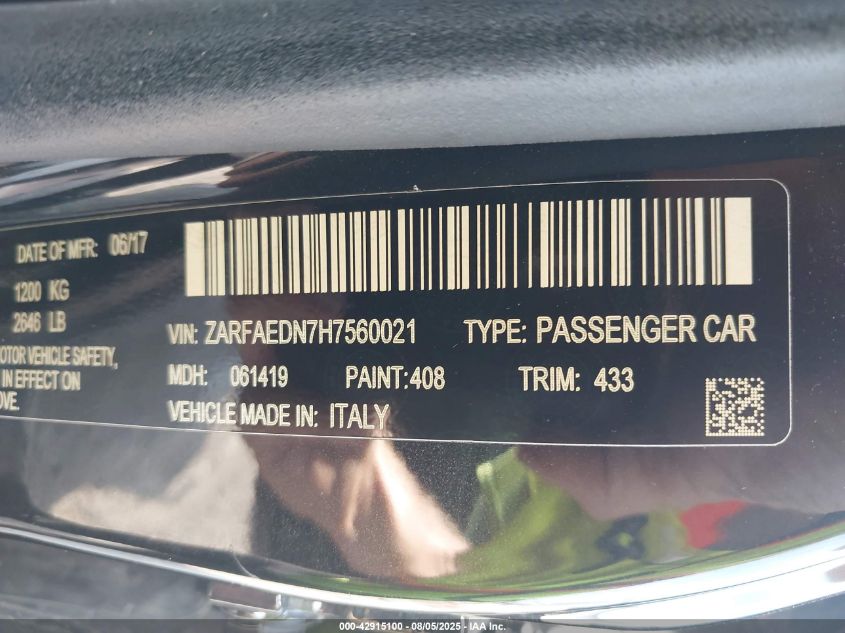 DATE OF MFR: 06/17
1200 KG
2646 LB
VIN: ZARFAEDN7H7560021 TYPE: PASSENGER CAR
OTOR VEHICLE SAFETY,
MDH: 061419 PAINT:408 TRIM: 433
IN EFFECT ON
OVE.
VEHICLE MADE IN: ITALY
000-42915100 - 08/05/2025 - IAA Inc.